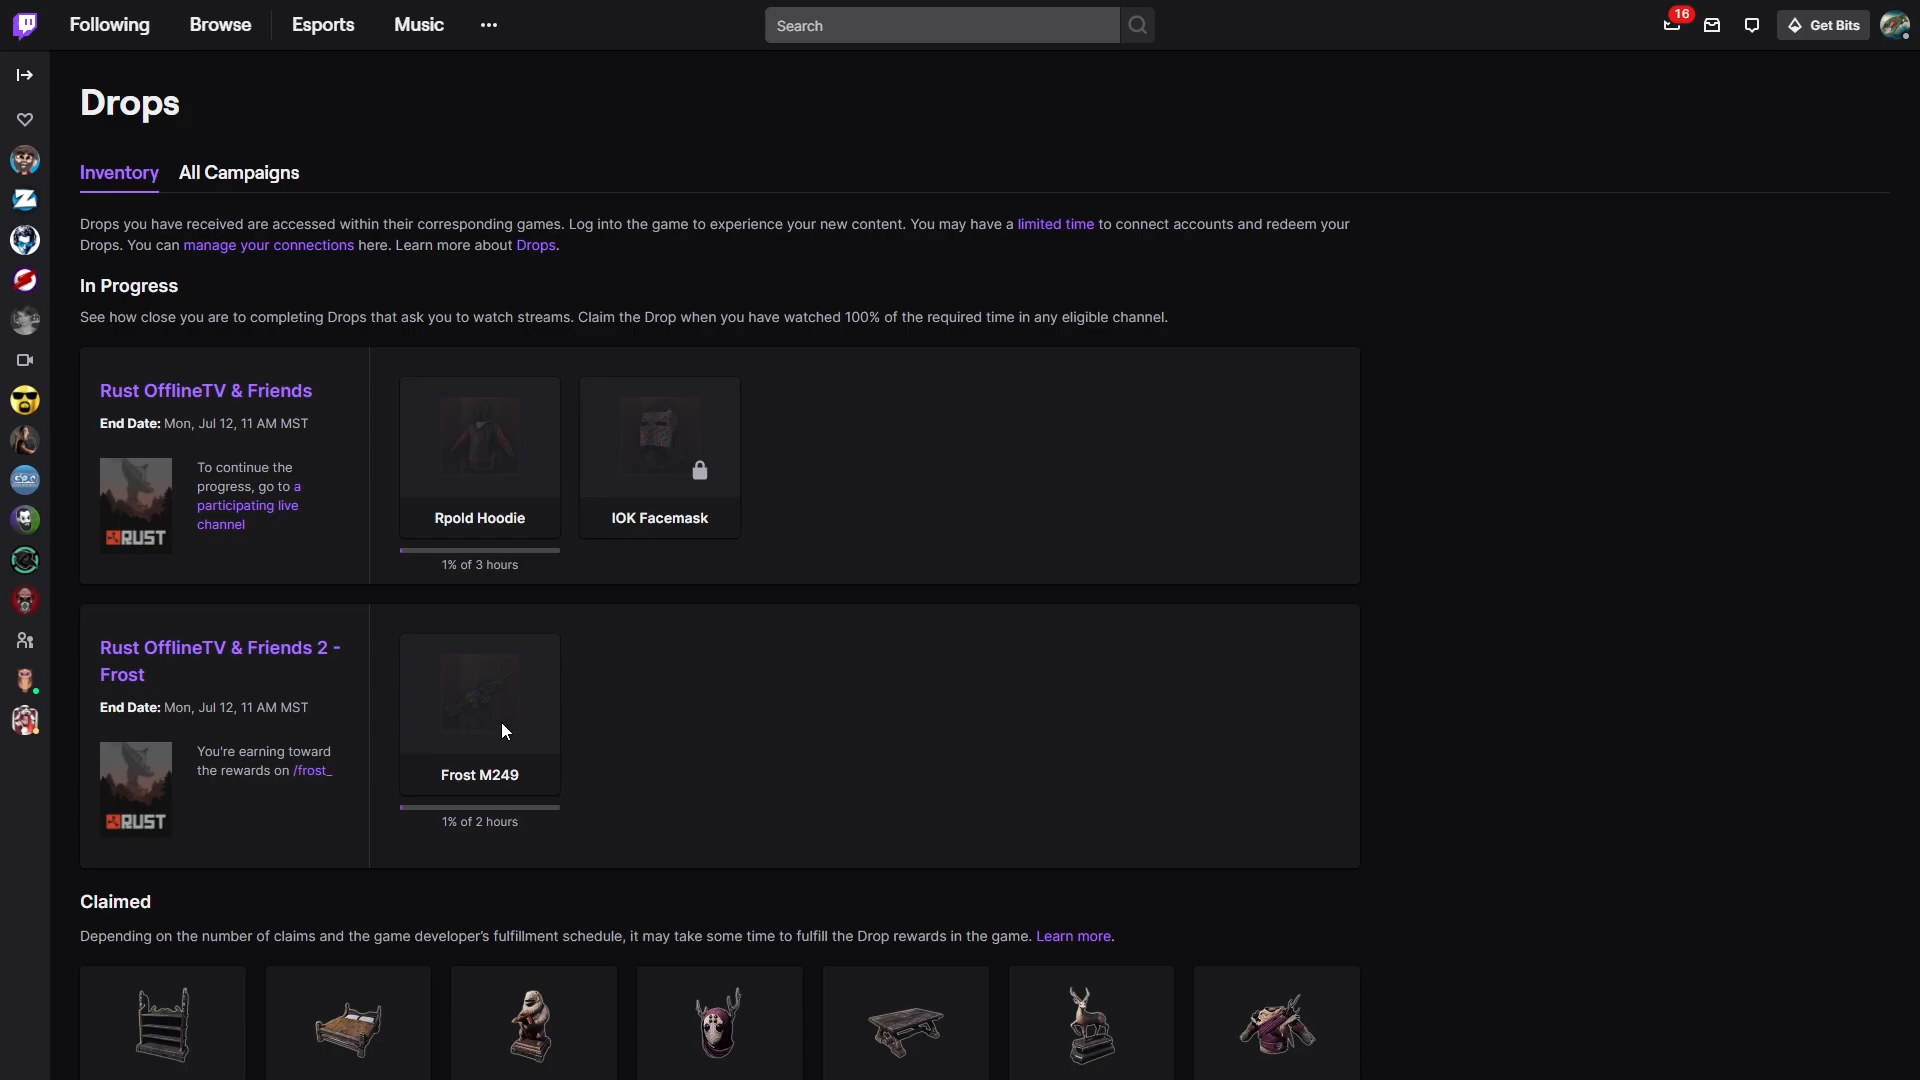 Following
Browse
Esports
Music
Search
16
Get Bits
Drops
Inventory
All Campaigns
Drops you have received are accessed within their corresponding games. Log into the game to experience your new content. You may have a limited time to connect accounts and redeem your
Drops. You can manage your connections here. Learn more about Drops.
In Progress
See how close you are to completing Drops that ask you to watch streams. Claim the Drop when you have watched 100% of the required time in any eligible channel.
Rust OfflineTV & Friends
End Date: Mon, Jul 12, 11 AM MST
RUST
To continue the
progress, go to a
participating live
channel
Rpold Hoodie
1% of 3 hours
IOK Facemask
Rust OfflineTV & Friends 2 -
Frost
End Date: Mon, Jul 12, 11 AM MST
RUST
You're earning toward
the rewards on /frost_
Frost M249
1% of 2 hours
Claimed
Depending on the number of claims and the game developer's fulfillment schedule, it may take some time to fulfill the Drop rewards in the game. Learn more.